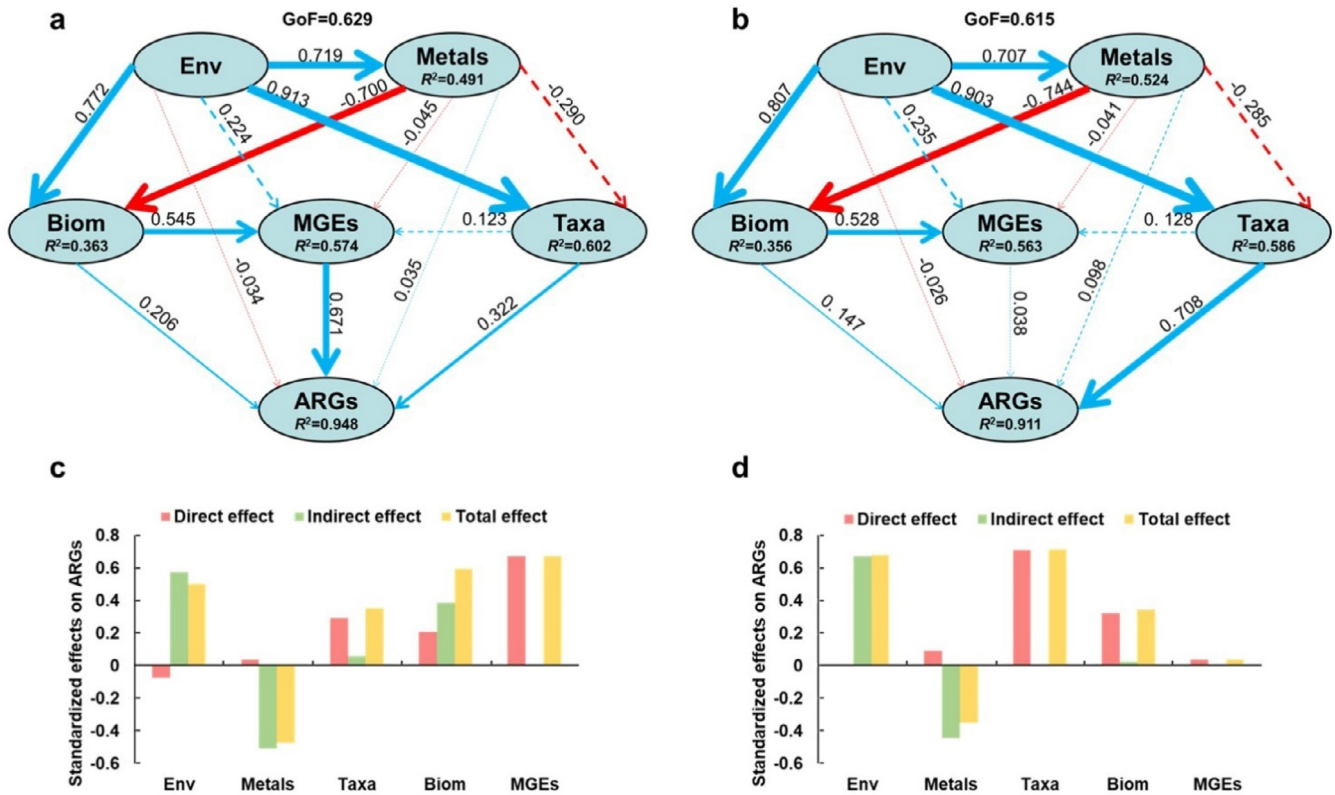 a
GoF=0.629
Env
0.719
Metals
R²=0.491
0.772
0.913
0.224
-0.700
-0.045
-0.290
Biom
R²=0.363
0.545
MGEs
R²=0.574
0.123
Taxa
R²=0.602
-0.034
0.035
0.206
0.671
0.322
ARGs
R²=0.948
b
GoF=0.615
Env
0.707
Metals
R²=0.524
0.807
0.903
0.235
-0.744
-0.041
-0. 285
Biom
R²=0.356
0.528
MGEs
R²=0.563
0. 128
Taxa
R²=0.586
-0.026
0.098
0. 147
0.038
0. 708
ARGs
R²=0.911
c
Direct effect Indirect effect Total effect
Standardized effects on ARGs
0.8
0.6
0.4
0.2
0
-0.2
-0.4
-0.6
Env Metals Taxa Biom MGEs
d
Direct effect Indirect effect Total effect
Standardized effects on ARGs
0.8
0.6
0.4
0.2
0
-0.2
-0.4
-0.6
Env Metals Taxa Biom MGEs